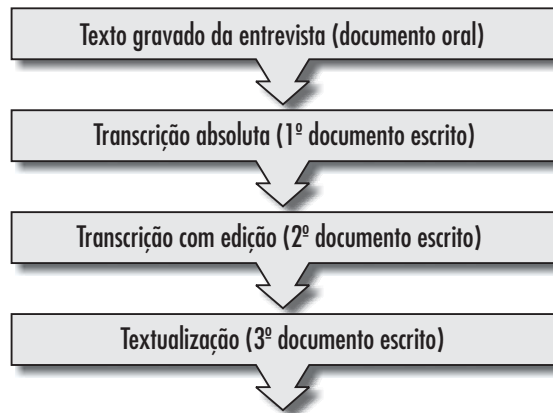 Texto gravado da entrevista (documento oral)
Transcrição absoluta (1º documento escrito)
Transcrição com edição (2º documento escrito)
Textualização (3º documento escrito)